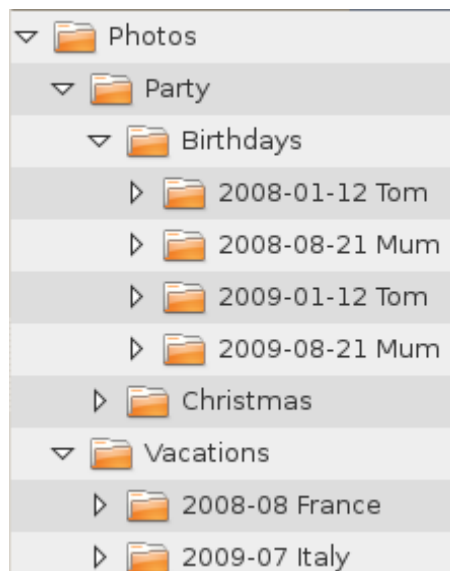 Photos
Party
Birthdays
2008-01-12 Tom
2008-08-21 Mum
2009-01-12 Tom
2009-08-21 Mum
Christmas
Vacations
2008-08 France
2009-07 Italy